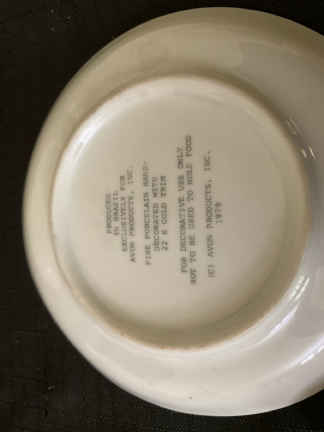 PRODUCED
IN BRAZIL
EXCLUSIVELY FOR
AVON PRODUCTS, INC.
FINE PORCELAIN HAND-
DECORATED WITH
22 K GOLD TRIM
FOR DECORATIVE USE ONLY
NOT TO BE USED TO HOLD FOOD
(C) AVON PRODUCTS, INC.
1979